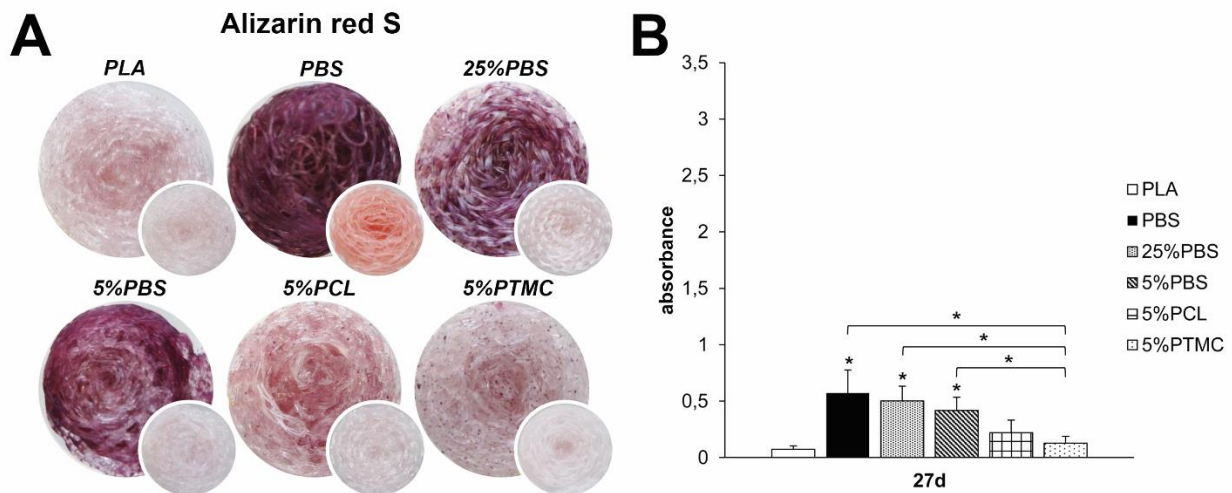 A
Alizarin red S
PLA
PBS
25%PBS
5%PBS
5%PCL
5%PTMC
B
absorbance
3,5
3
2,5
2
1,5
1
0,5
0
*
*
*
*
*
*
27d
PLA
PBS
25%PBS
5%PBS
5%PCL
5%PTMC